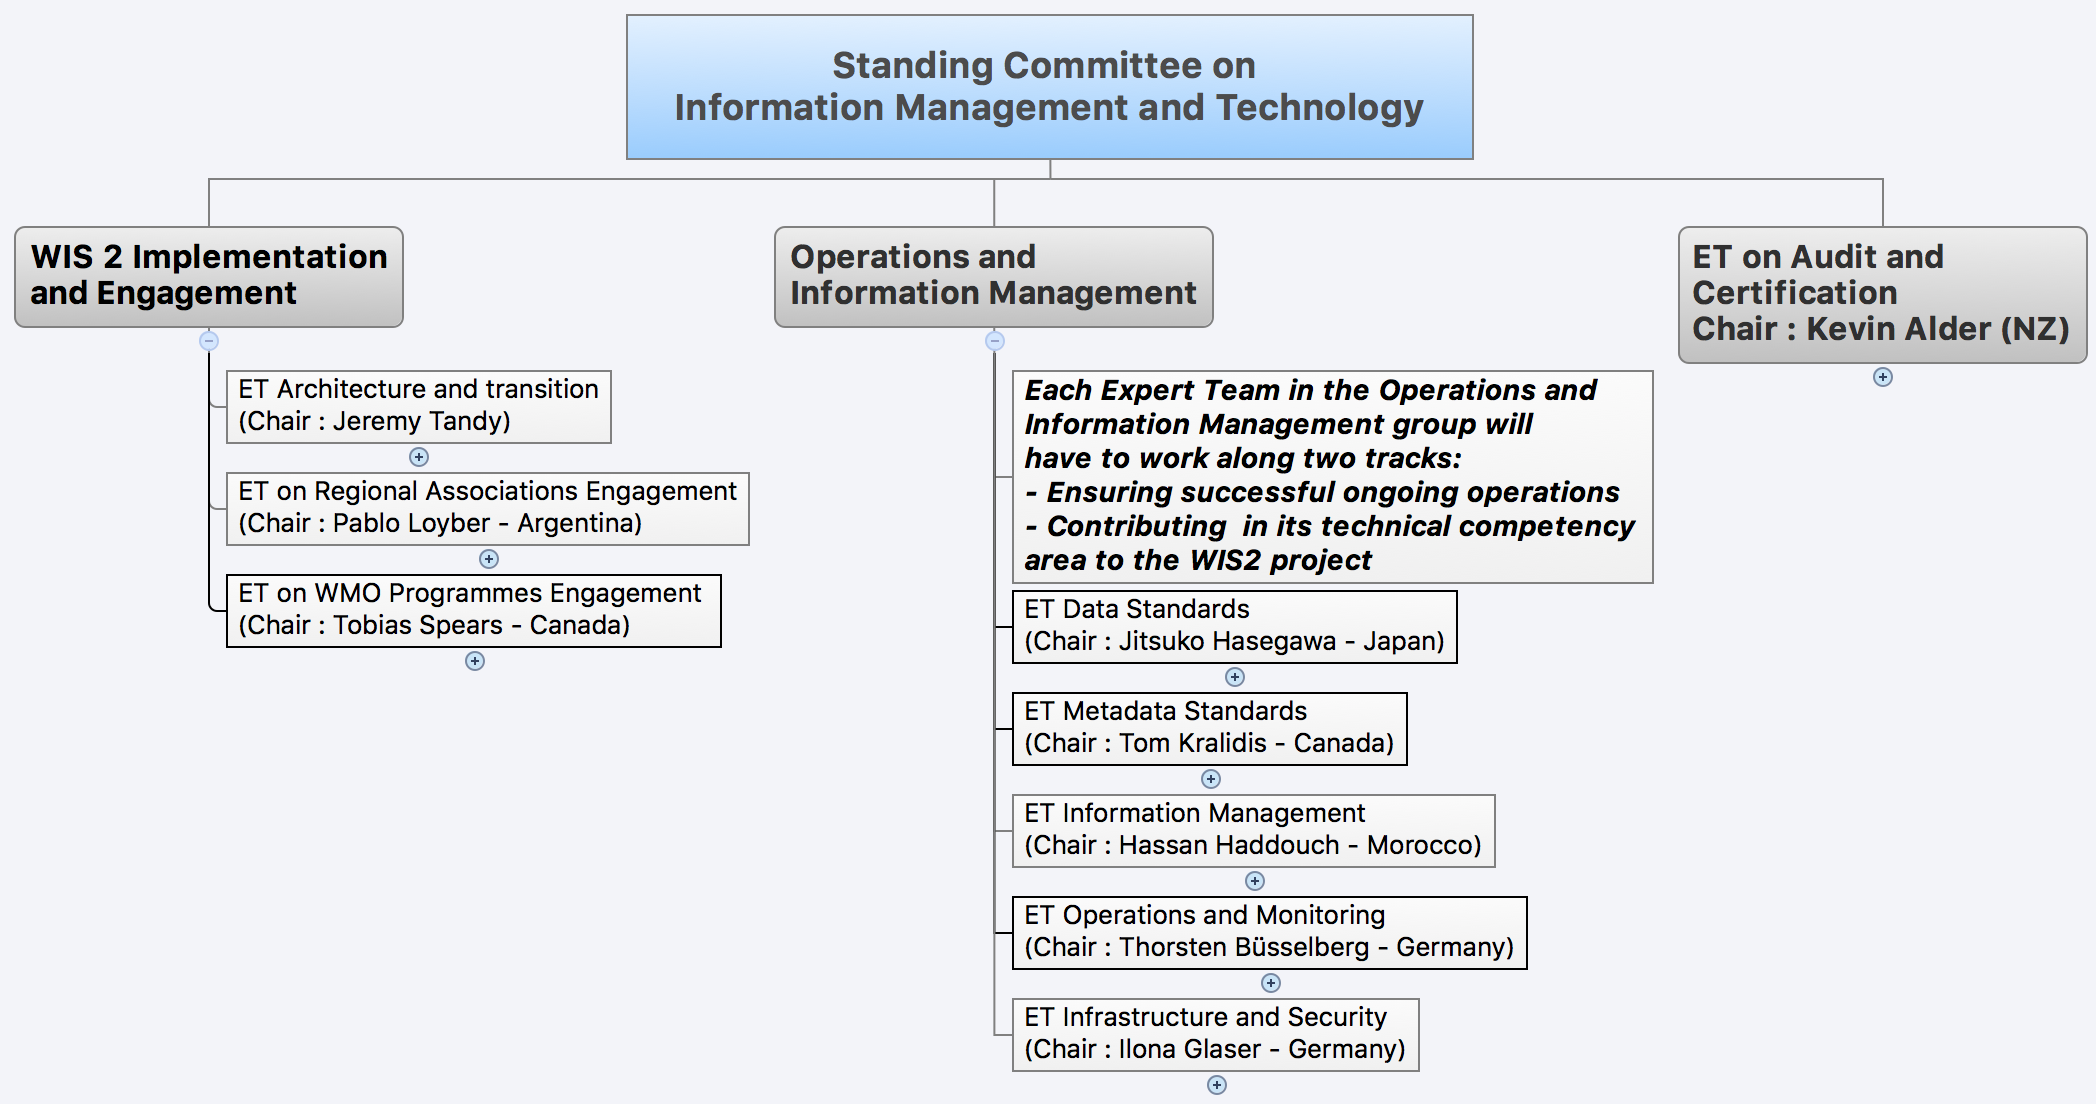 Standing Committee on
Information Management and Technology
WIS 2 Implementation
and Engagement
ET Architecture and transition
(Chair : Jeremy Tandy)
ET on Regional Associations Engagement
(Chair : Pablo Loyber - Argentina)
ET on WMO Programmes Engagement
(Chair : Tobias Spears - Canada)
Operations and
Information Management
Each Expert Team in the Operations and
Information Management group will
have to work along two tracks:
- Ensuring successful ongoing operations
- Contributing  in its technical competency
area to the WIS2 project
ET Data Standards
(Chair : Jitsuko Hasegawa - Japan)
ET Metadata Standards
(Chair : Tom Kralidis - Canada)
ET Information Management
(Chair : Hassan Haddouch - Morocco)
ET Operations and Monitoring
(Chair : Thorsten Büsselberg - Germany)
ET Infrastructure and Security
(Chair : Ilona Glaser - Germany)
ET on Audit and
Certification
Chair : Kevin Alder (NZ)